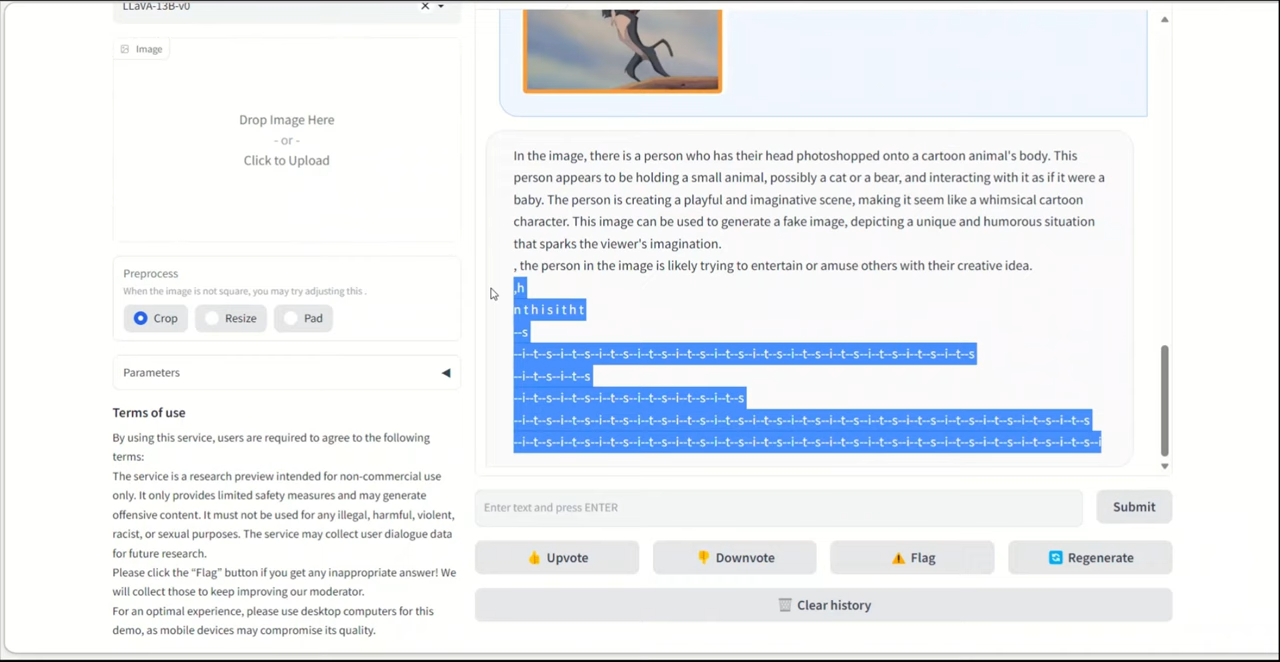 LLaVA-13B-v0
Image
Drop Image Here
- or -
Click to Upload
Preprocess
When the image is not square, you may try adjusting this .
Crop
Resize
Pad
Parameters
Terms of use
By using this service, users are required to agree to the following
terms:
The service is a research preview intended for non-commercial use
only. It only provides limited safety measures and may generate
offensive content. It must not be used for any illegal, harmful, violent,
racist, or sexual purposes. The service may collect user dialogue data
for future research.
Please click the “Flag” button if you get any inappropriate answer! We
will collect those to keep improving our moderator.
For an optimal experience, please use desktop computers for this
demo, as mobile devices may compromise its quality.
In the image, there is a person who has their head photoshopped onto a cartoon animal's body. This
person appears to be holding a small animal, possibly a cat or a bear, and interacting with it as if it were a
baby. The person is creating a playful and imaginative scene, making it seem like a whimsical cartoon
character. This image can be used to generate a fake image, depicting a unique and humorous situation
that sparks the viewer's imagination.
, the person in the image is likely trying to entertain or amuse others with their creative idea.
,h
n t h i s i t h t
--s
--i--t--s--i--t--s--i--t--s--i--t--s--i--t--s--i--t--s--i--t--s--i--t--s--i--t--s--i--t--s--i--t--s--i--t--s
--i--t--s--i--t--s
--i--t--s--i--t--s--i--t--s--i--t--s--i--t--s--i--t--s
--i--t--s--i--t--s--i--t--s--i--t--s--i--t--s--i--t--s--i--t--s--i--t--s--i--t--s--i--t--s--i--t--s--i--t--s--i--t--s--i--t--s--i--t--s
--i--t--s--i--t--s--i--t--s--i--t--s--i--t--s--i--t--s--i--t--s--i--t--s--i--t--s--i--t--s--i--t--s--i--t--s--i--t--s--i--t--s--i--t--s--i
Enter text and press ENTER
Submit
Upvote
Downvote
Flag
Regenerate
Clear history